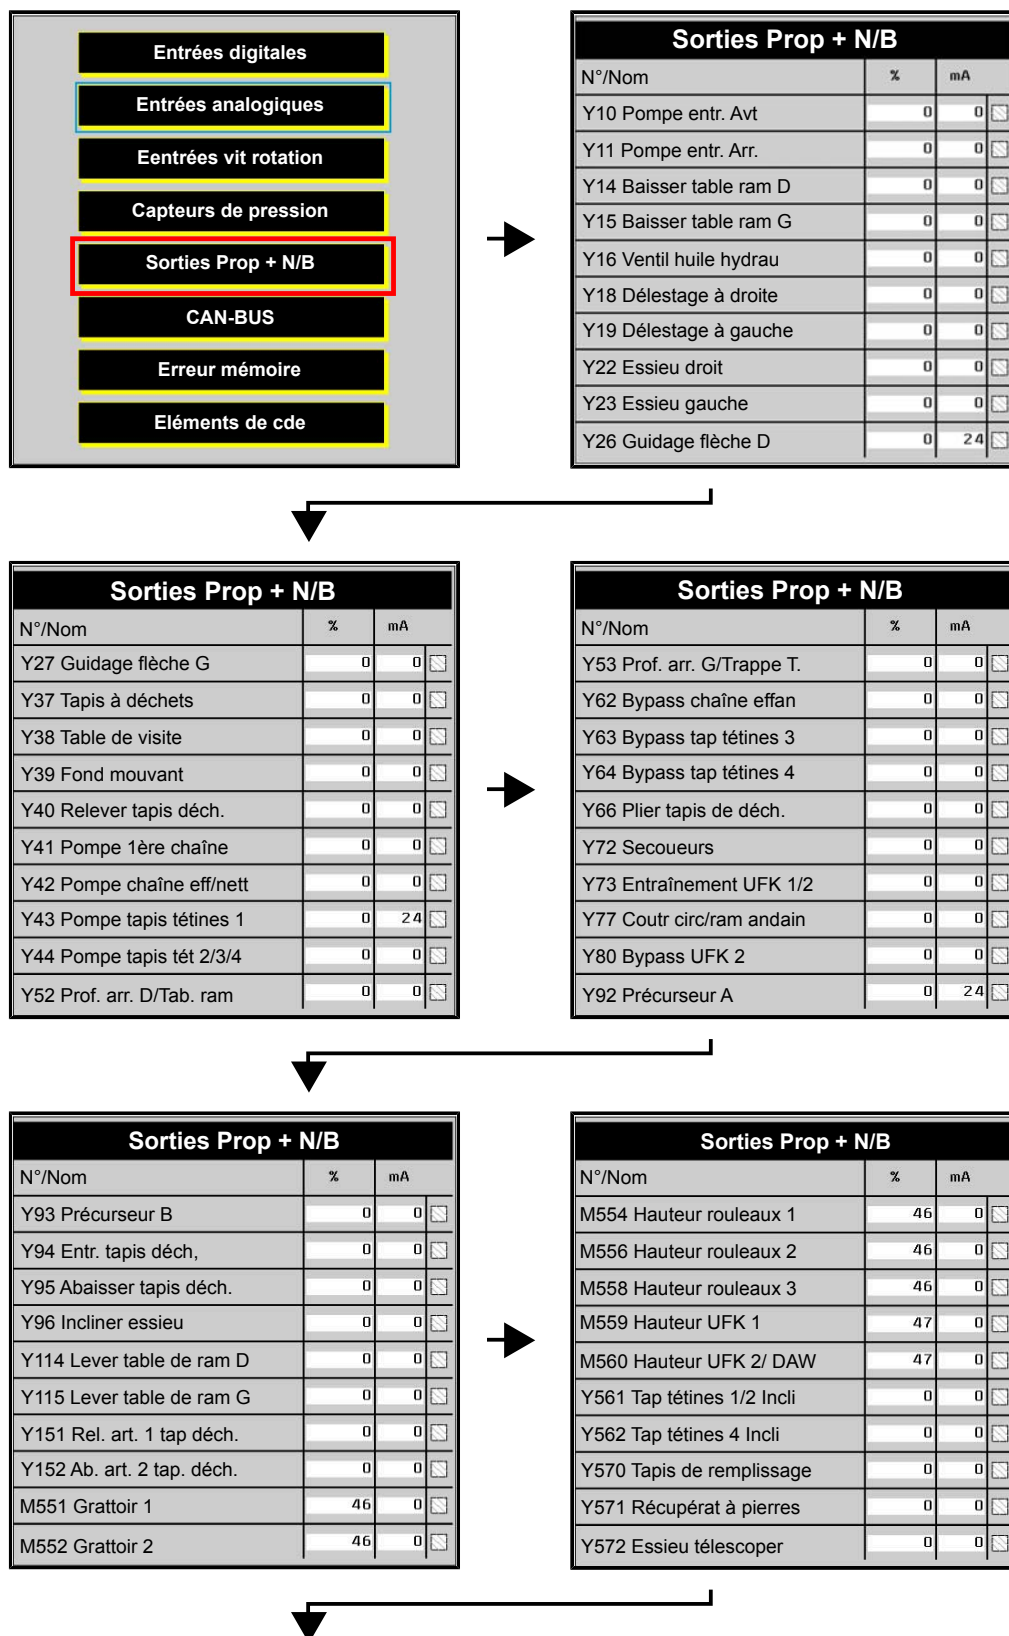 Entrées digitales
Entrées analogiques
Eentrées vit rotation
Capteurs de pression
Sorties Prop + N/B
CAN-BUS
Erreur mémoire
Eléments de cde
Sorties Prop + N/B
N°/Nom % mA
Y10 Pompe entr. Avt 0 0
Y11 Pompe entr. Arr. 0 0
Y14 Baisser table ram D 0 0
Y15 Baisser table ram G 0 0
Y16 Ventil huile hydrau 0 0
Y18 Délestage à droite 0 0
Y19 Délestage à gauche 0 0
Y22 Essieu droit 0 0
Y23 Essieu gauche 0 0
Y26 Guidage flèche D 0 24
Sorties Prop + N/B
N°/Nom % mA
Y27 Guidage flèche G 0 0
Y37 Tapis à déchets 0 0
Y38 Table de visite 0 0
Y39 Fond mouvant 0 0
Y40 Relever tapis déch. 0 0
Y41 Pompe 1ère chaîne 0 0
Y42 Pompe chaîne eff/nett 0 0
Y43 Pompe tapis tétines 1 0 24
Y44 Pompe tapis tét 2/3/4 0 0
Y52 Prof. arr. D/Tab. ram 0 0
Sorties Prop + N/B
N°/Nom % mA
Y53 Prof. arr. G/Trappe T. 0 0
Y62 Bypass chaîne effan 0 0
Y63 Bypass tap tétines 3 0 0
Y64 Bypass tap tétines 4 0 0
Y66 Plier tapis de déch. 0 0
Y72 Secoueurs 0 0
Y73 Entraînement UFK 1/2 0 0
Y77 Coutr circ/ram andain 0 0
Y80 Bypass UFK 2 0 0
Y92 Précurseur A 0 24
Sorties Prop + N/B
N°/Nom % mA
Y93 Précurseur B 0 0
Y94 Entr. tapis déch, 0 0
Y95 Abaisser tapis déch. 0 0
Y96 Incliner essieu 0 0
Y114 Lever table de ram D 0 0
Y115 Lever table de ram G 0 0
Y151 Rel. art. 1 tap déch. 0 0
Y152 Ab. art. 2 tap. déch. 0 0
M551 Grattoir 1 46 0
M552 Grattoir 2 46 0
Sorties Prop + N/B
N°/Nom % mA
M554 Hauteur rouleaux 1 46 0
M556 Hauteur rouleaux 2 46 0
M558 Hauteur rouleaux 3 46 0
M559 Hauteur UFK 1 47 0
M560 Hauteur UFK 2/ DAW 47 0
Y561 Tap tétines 1/2 Incli 0 0
Y562 Tap tétines 4 Incli 0 0
Y570 Tapis de remplissage 0 0
Y571 Récupérat à pierres 0 0
Y572 Essieu télescoper 0 0